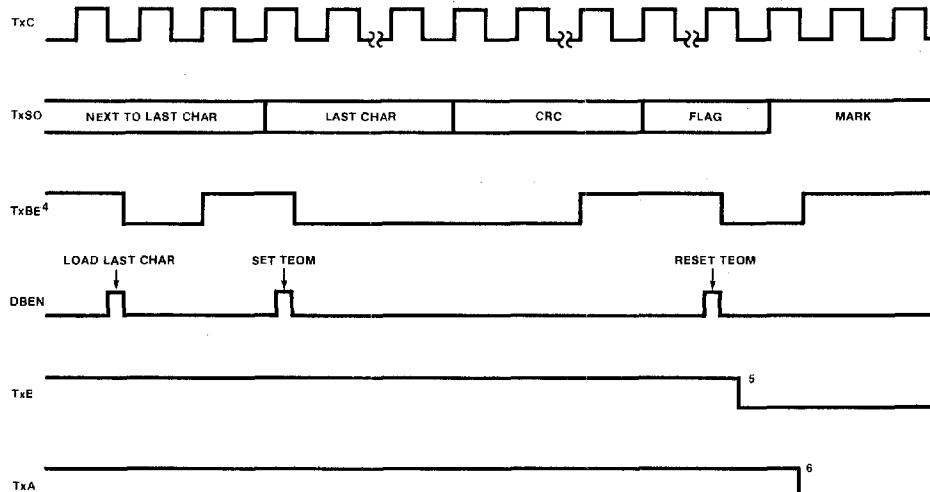 TxC
TxSO NEXT TO LAST CHAR LAST CHAR CRC FLAG MARK
TxBE4
LOAD LAST CHAR SET TEOM RESET TEOM
DBEN
TxE 5
TxA 6